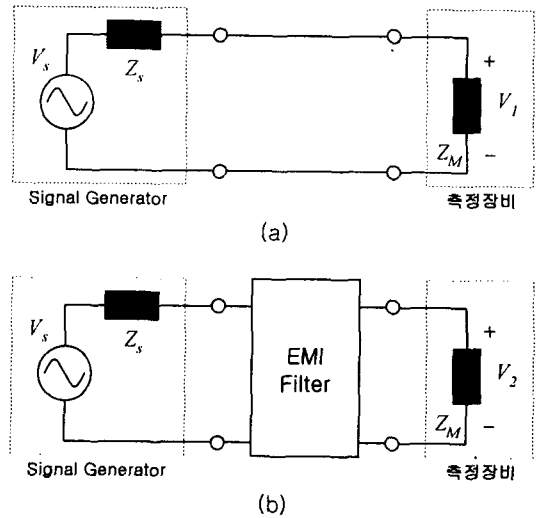 V_s
Z_s
+
V_1
Z_M
−
Signal Generator
측정장비
(a)
V_s
Z_s
EMI
Filter
+
V_2
Z_M
−
Signal Generator
측정장비
(b)